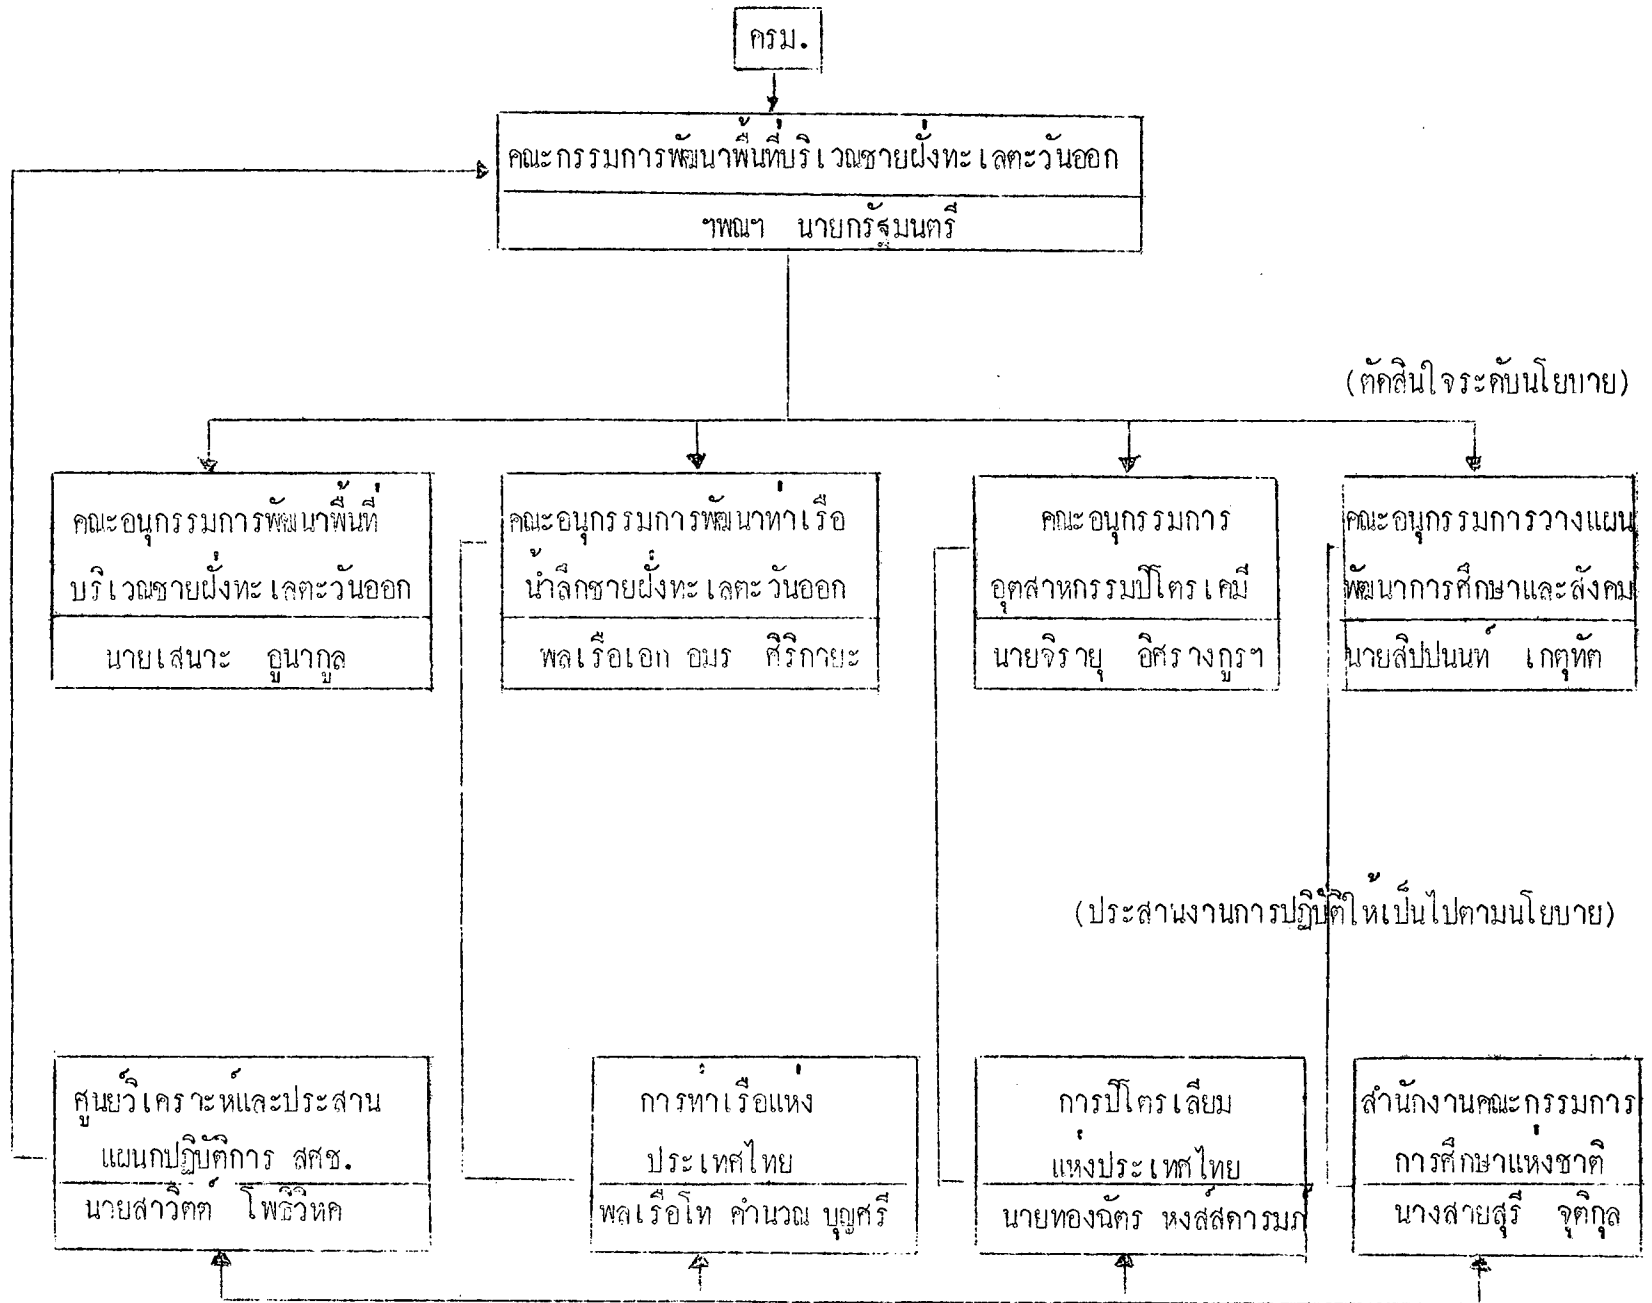 ครม.
คณะกรรมการพัฒนาพื้นที่บริเวณชายฝั่งทะเลตะวันออก
ฯพณฯ นายกรัฐมนตรี
(ตัดสินใจระดับนโยบาย)
คณะอนุกรรมการพัฒนาพื้นที่
บริเวณชายฝั่งทะเลตะวันออก
นายเสนาะ อูนากูล
คณะอนุกรรมการพัฒนาท่าเรือ
น้ำลึกชายฝั่งทะเลตะวันออก
พลเรือเอก อมร ศิริกายะ
คณะอนุกรรมการ
อุตสาหกรรมปิโตรเคมี
นายจิรายุ อิศรางกูรฯ
คณะอนุกรรมการวางแผน
พัฒนาการศึกษาและสังคม
นายสิปปนนท์ เกตุทัต
(ประสานงานการปฏิบัติให้เป็นไปตามนโยบาย)
ศูนย์วิเคราะห์และประสาน
แผนกปฏิบัติการ สศช.
นายสาวิตต์ โพธิวิหค
การท่าเรือแห่ง
ประเทศไทย
พลเรือโท คำนวณ บุญศรี
การปิโตรเลียม
แห่งประเทศไทย
นายทองฉัตร หงส์ลดารมภ์
สำนักงานคณะกรรมการ
การศึกษาแห่งชาติ
นางสายสุรี จุติกุล